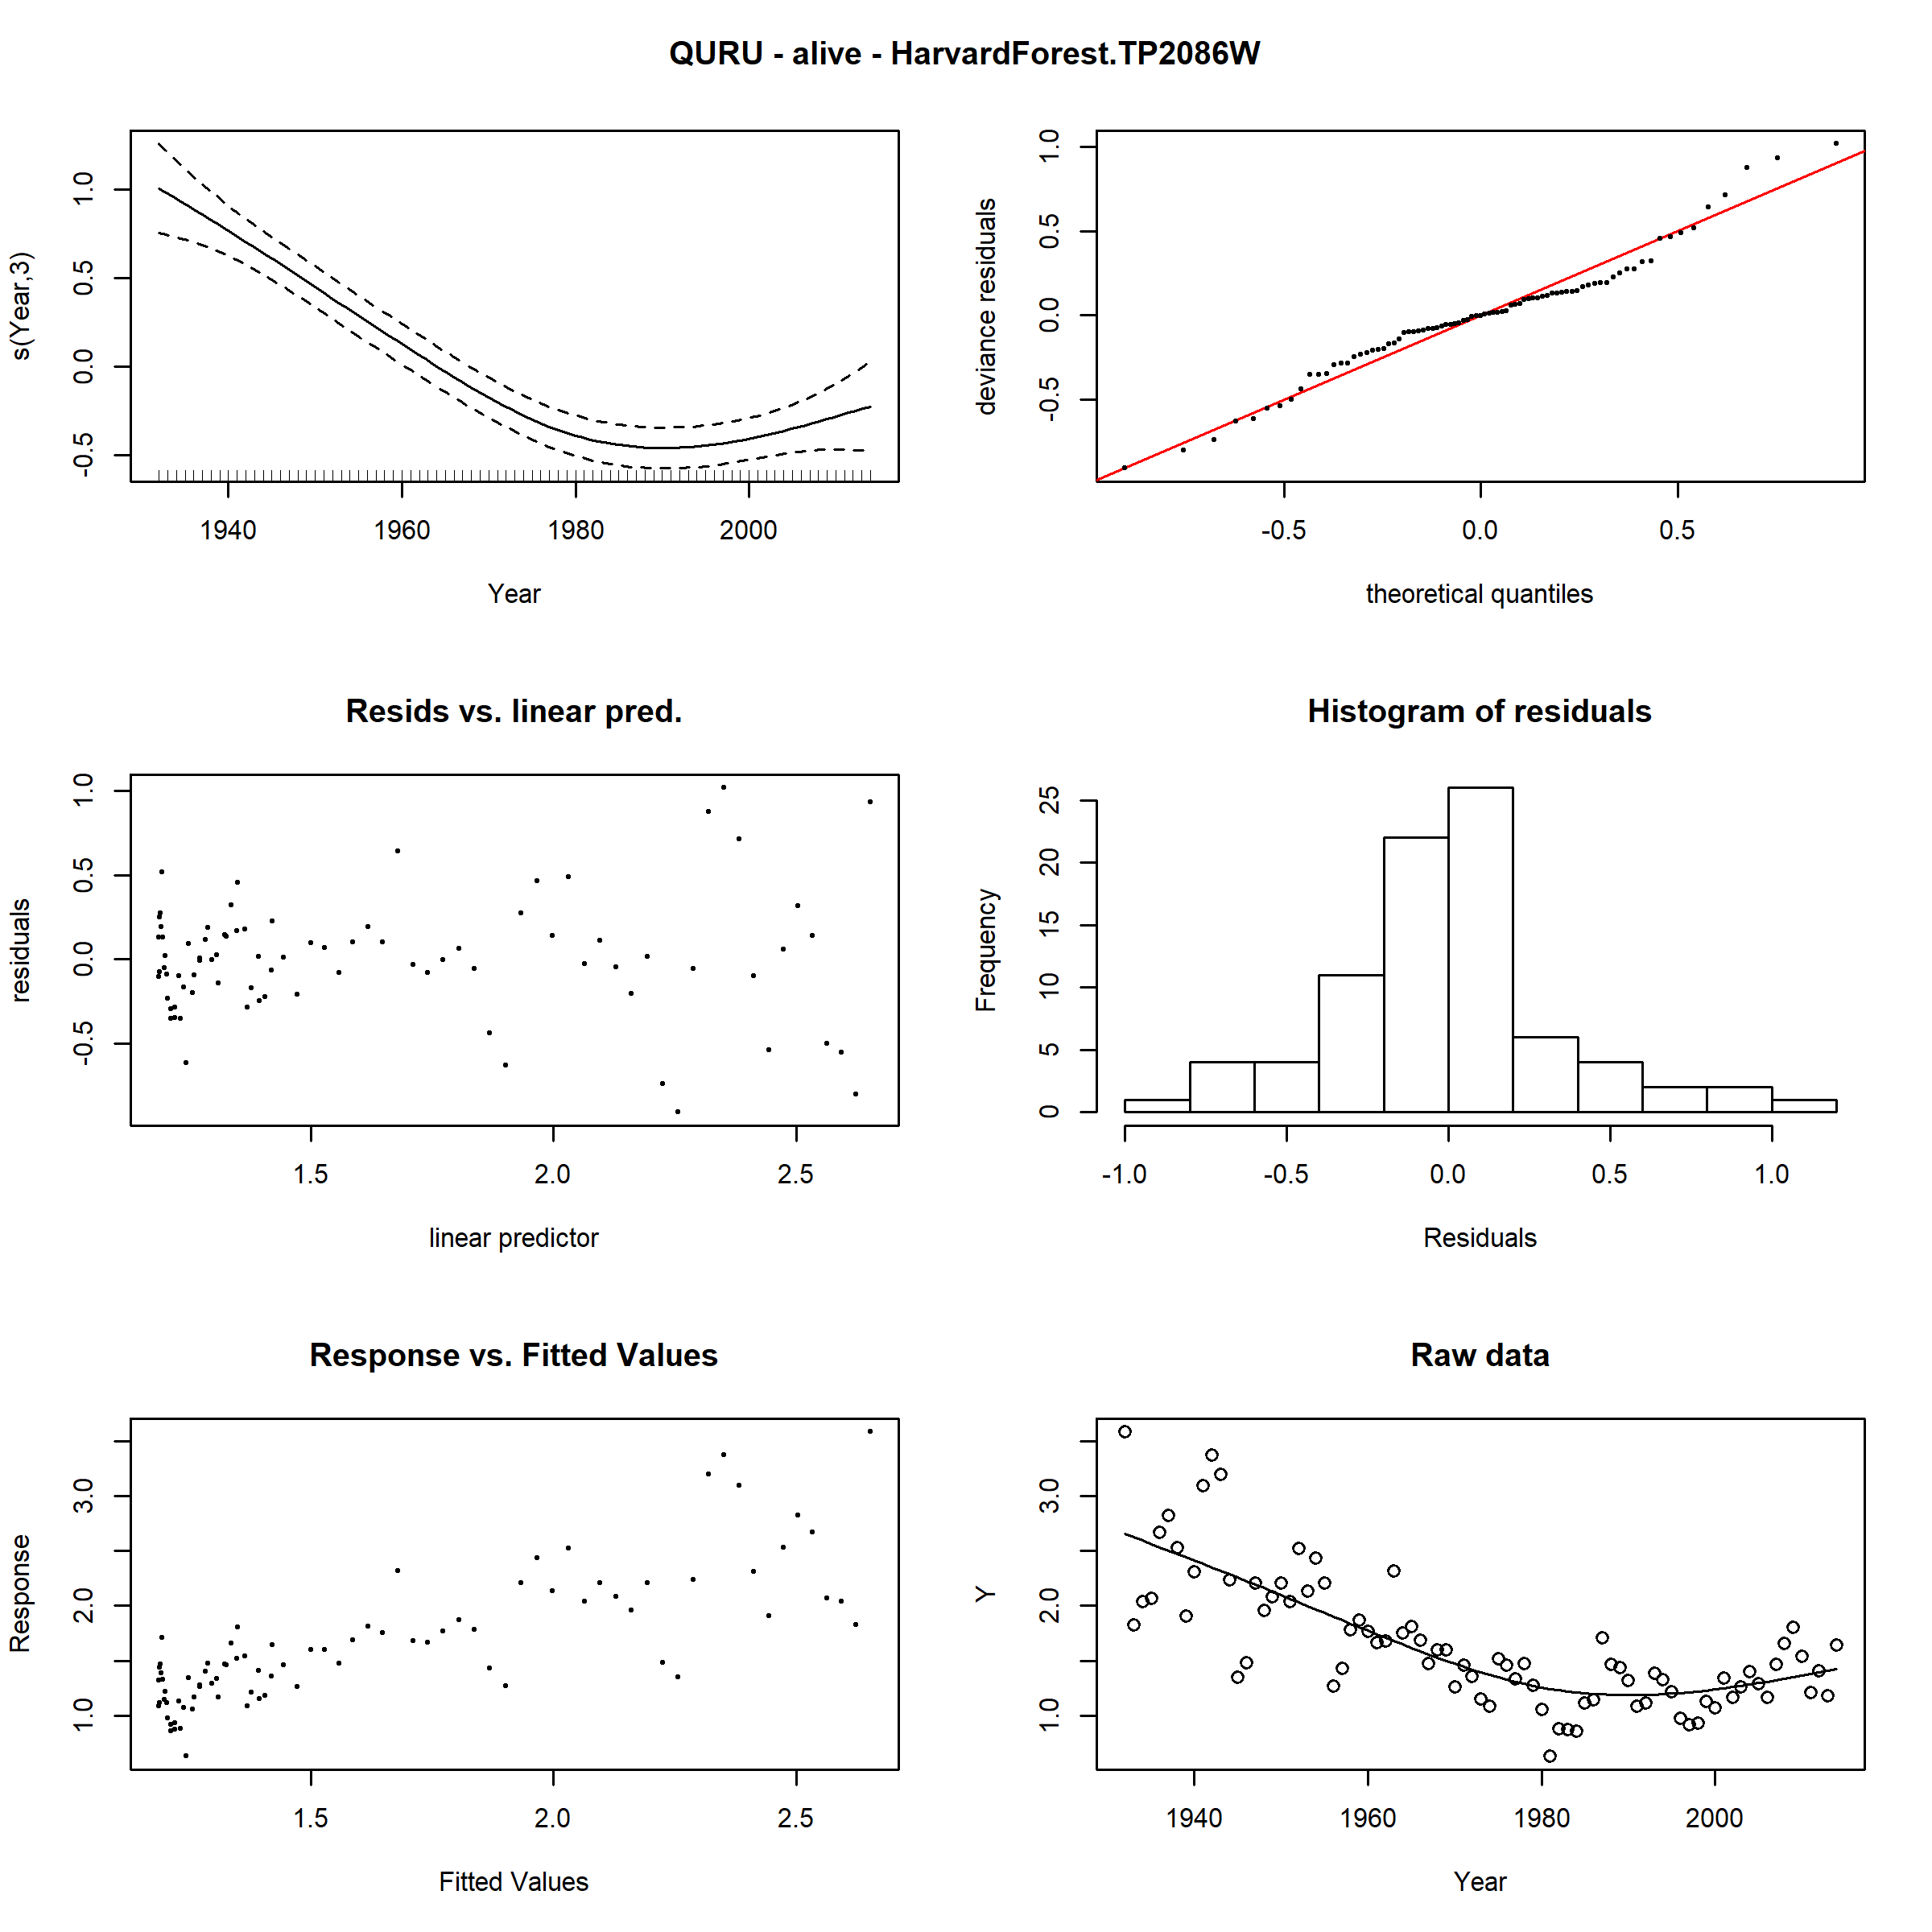 QURU - alive - HarvardForest.TP2086W
s(Year,3)
1.0
0.5
0.0
-0.5
1940 1960 1980 2000
Year
deviance residuals
1.0
0.5
0.0
-0.5
-0.5 0.0 0.5
theoretical quantiles
Resids vs. linear pred.
residuals
1.0
0.5
0.0
-0.5
1.5 2.0 2.5
linear predictor
Histogram of residuals
Frequency
25
20
15
10
5
0
-1.0 -0.5 0.0 0.5 1.0
Residuals
Response vs. Fitted Values
Response
3.0
2.0
1.0
1.5 2.0 2.5
Fitted Values
Raw data
Y
3.0
2.0
1.0
1940 1960 1980 2000
Year